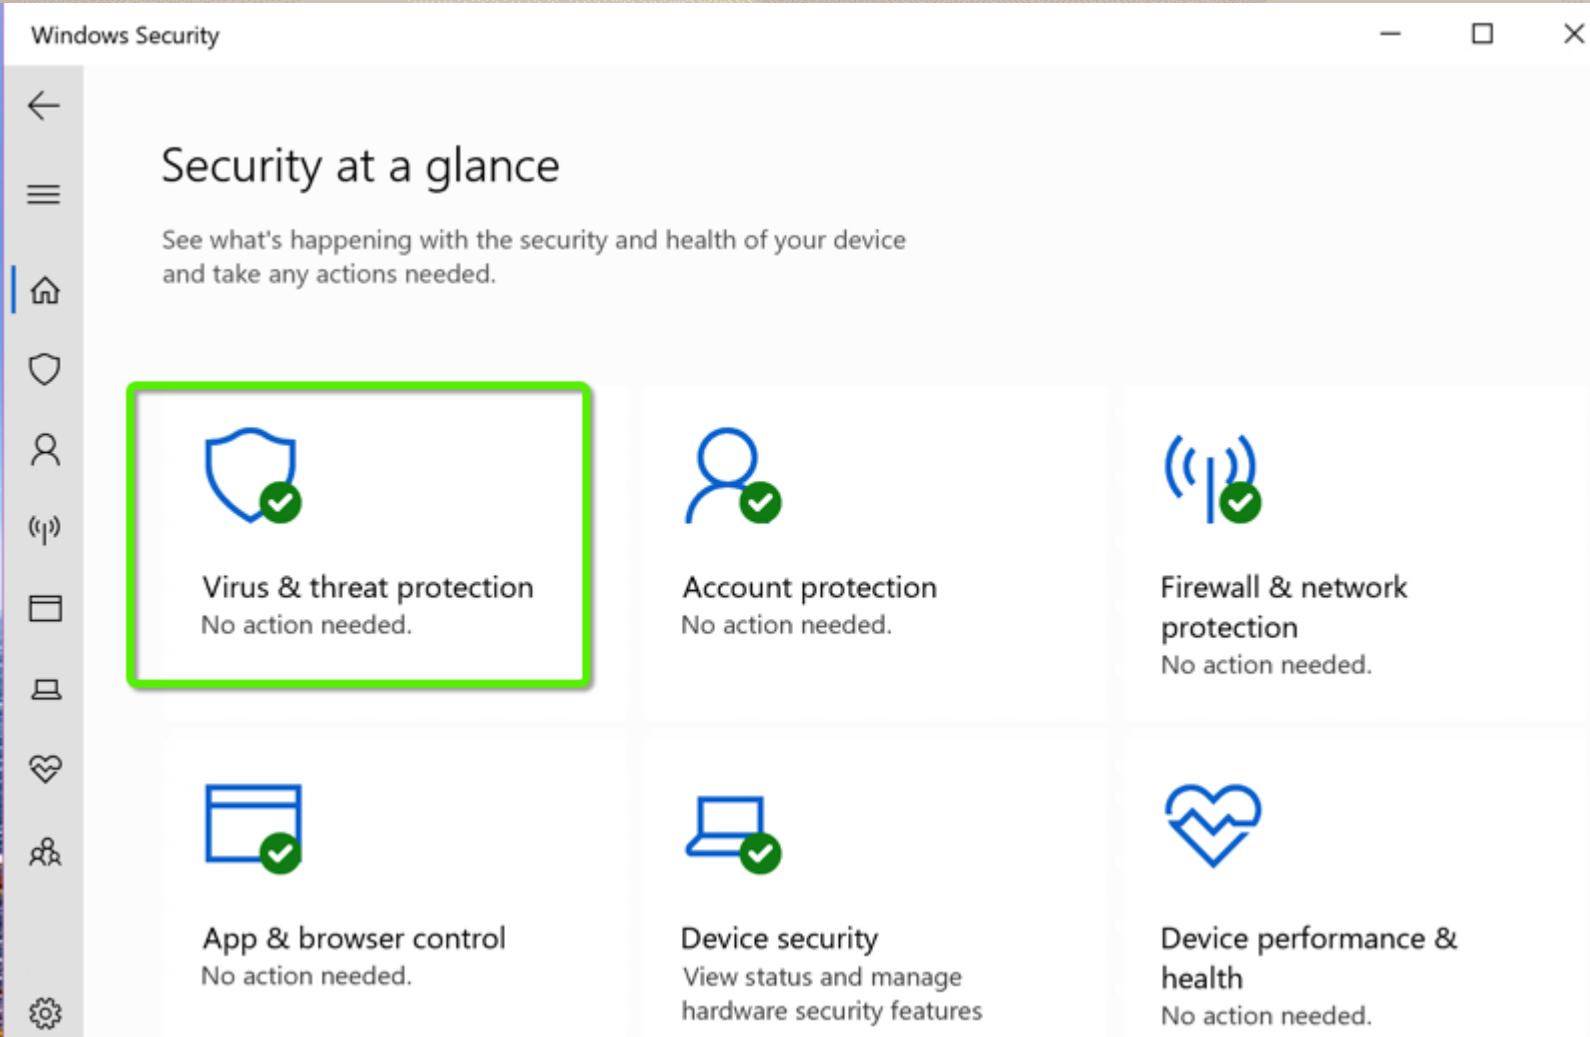 Windows Security
Security at a glance
See what's happening with the security and health of your device
and take any actions needed.
Virus & threat protection
No action needed.
Account protection
No action needed.
Firewall & network
protection
No action needed.
App & browser control
No action needed.
Device security
View status and manage
hardware security features
Device performance &
health
No action needed.